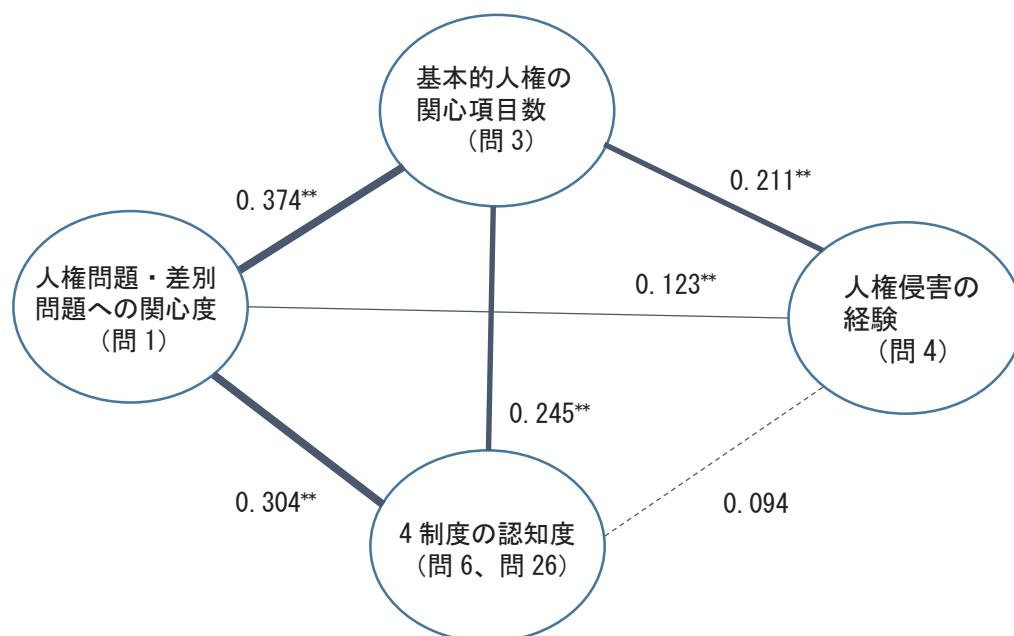 基本的人権の
関心項目数
（問 3）
0.374**
0.211**
人権問題・差別
問題への関心度
（問 1）
0.123**
人権侵害の
経験
（問 4）
0.245**
0.304**
4 制度の認知度
（問 6、問 26）
0.094